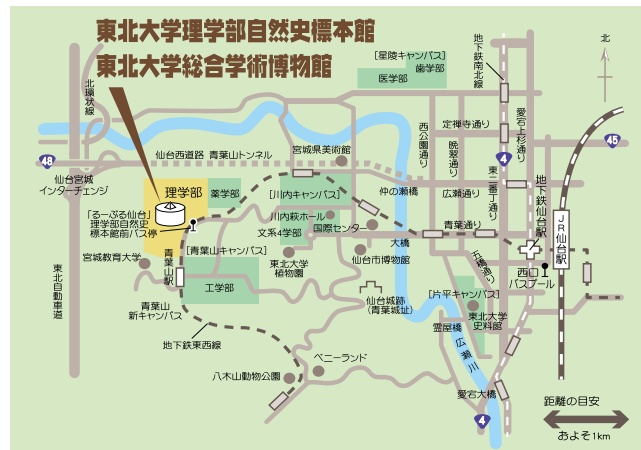 東北大学理学部自然史標本館
東北大学総合学術博物館
北
北環状線
[星陵キャンパス]
歯学部
医学部
地下鉄南北線
西公園通り
定禅寺通り
晩翠通り
愛宕上杉通り
45
48
仙台西道路 青葉山トンネル
宮城県美術館
4
東二番丁通り
仙台宮城
インターチェンジ
理学部
薬学部
[川内キャンパス]
仲の瀬橋
広瀬通り
地下鉄仙台駅
「るーぷる仙台」
理学部自然史
標本館前バス停
川内萩ホール
国際センター
青葉通り
文系4学部
大橋
JR仙台駅
[青葉山キャンパス]
宮城教育大学
青葉山駅
東北大学
植物園
仙台市博物館
五橋通り
西口
バスプール
東北自動車道
工学部
仙台城跡
(青葉城址)
[片平キャンパス]
東北大学
史料館
青葉山
新キャンパス
霊屋橋
広瀬川
地下鉄東西線
ベニーランド
八木山動物公園
愛宕大橋
4
距離の目安
およそ1km